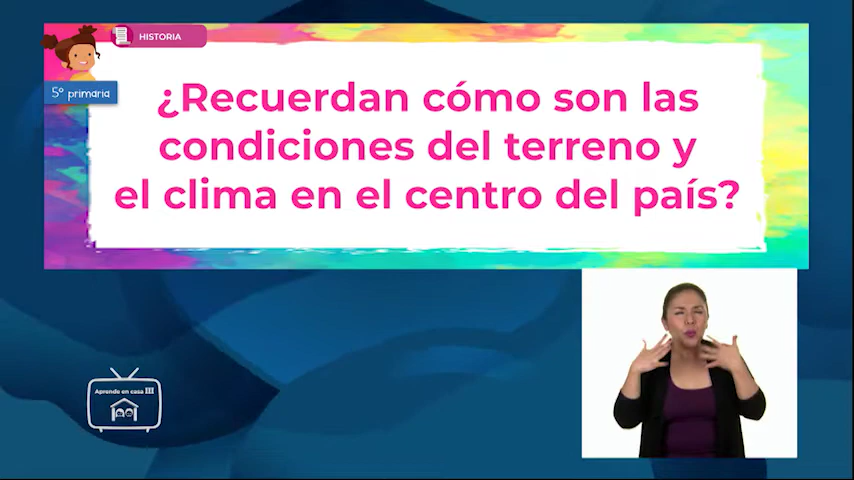 HISTORIA
5° primaria
¿Recuerdan cómo son las
condiciones del terreno y
el clima en el centro del país?
Aprende en casa III